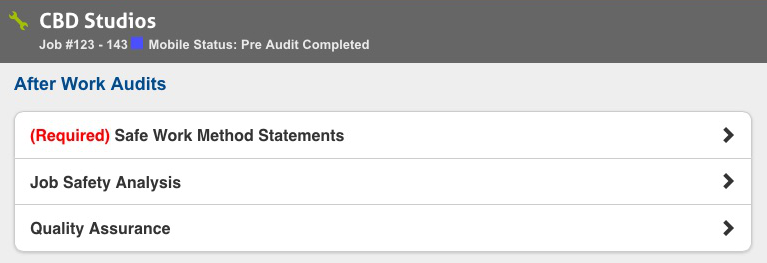 CBD Studios
Job #123 - 143 Mobile Status: Pre Audit Completed
After Work Audits
(Required) Safe Work Method Statements
Job Safety Analysis
Quality Assurance